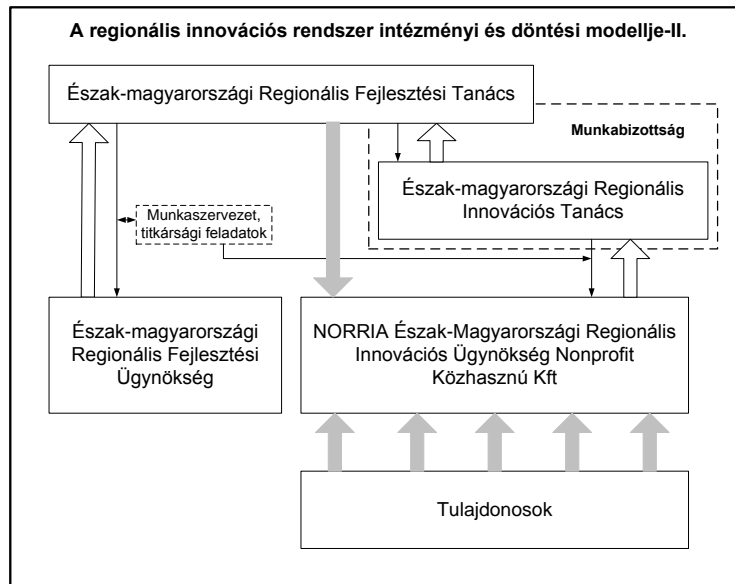 A regionális innovációs rendszer intézményi és döntési modellje-II.
Észak-magyarországi Regionális Fejlesztési Tanács
Munkabizottság
Észak-magyarországi Regionális
Innovációs Tanács
Munkaszervezet,
titkársági feladatok
Észak-magyarországi
Regionális Fejlesztési
Ügynökség
NORRIA Észak-Magyarországi Regionális
Innovációs Ügynökség Nonprofit
Közhasznú Kft
Tulajdonosok